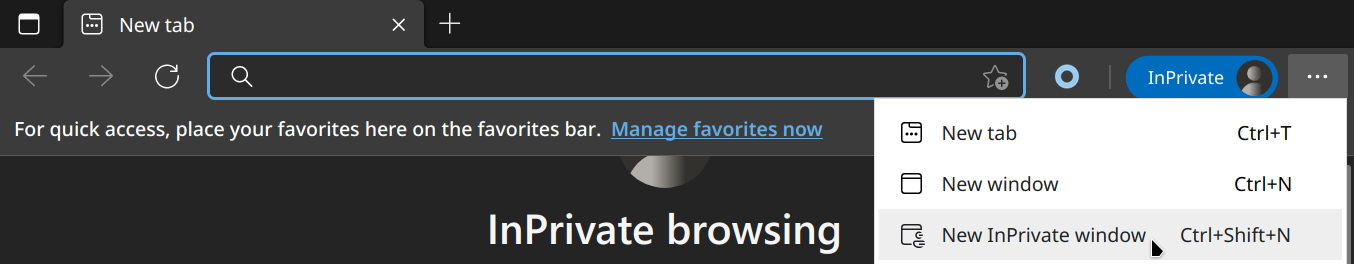 New tab
InPrivate
For quick access, place your favorites here on the favorites bar. Manage favorites now
InPrivate browsing
New tab Ctrl+T
New window Ctrl+N
New InPrivate window Ctrl+Shift+N